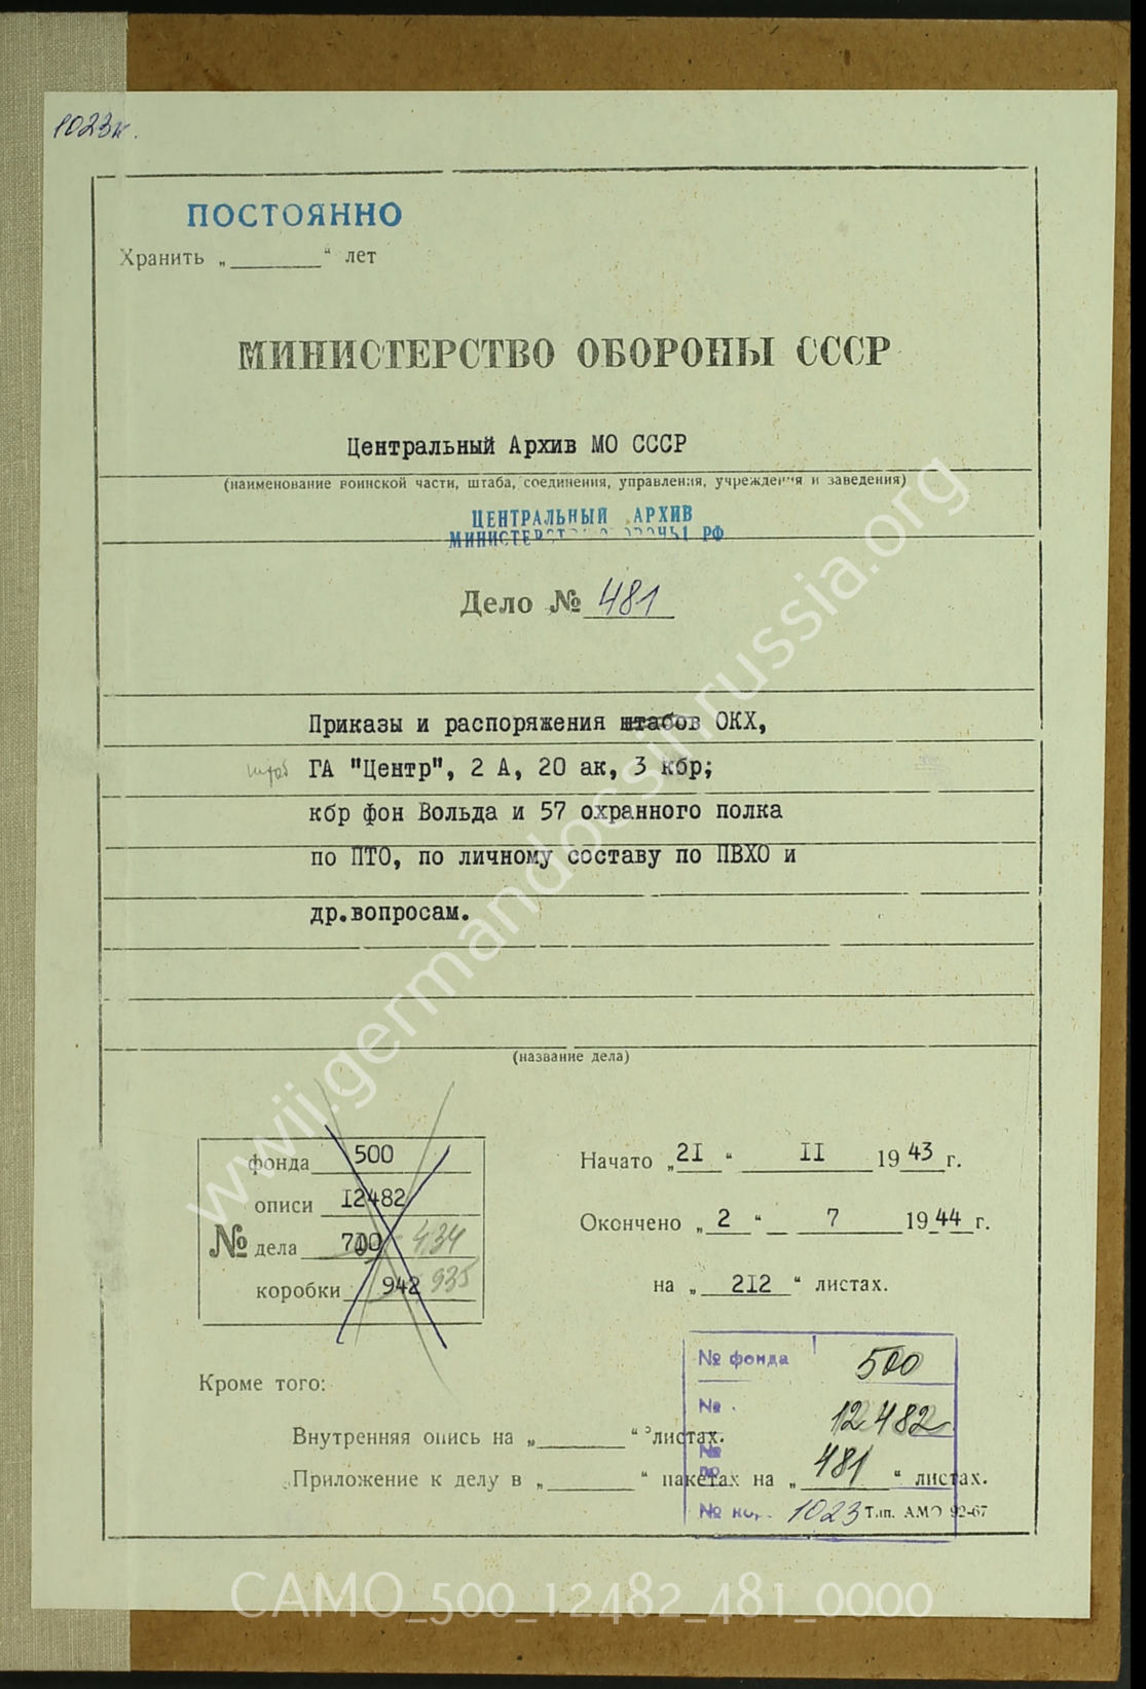 1023к.
ПОСТОЯННО
Хранить „ “ лет
МИНИСТЕРСТВО ОБОРОНЫ СССР
Центральный Архив МО СССР
(наименование воинской части, штаба, соединения, управления, учреждения и заведения)
ЦЕНТРАЛЬНЫЙ АРХИВ
МИНИСТЕРСТВА ОБОРОНЫ РФ
Дело № 481
Приказы и распоряжения штабов ОКХ,
штаб ГА "Центр", 2 А, 20 ак, 3 кбр;
кбр фон Вольда и 57 охранного полка
по ПТО, по личному составу по ПВХО и
др.вопросам.
(название дела)
фонда 500
описи 12482
№ дела 700 434
коробки 942 935
Начато „21“ II 1943 г.
Окончено „2“ 7 1944 г.
на „212“ листах.
Кроме того:
Внутренняя опись на „ “ листах.
Приложение к делу в „ “ пакетах на „ “ листах.
№ фонда 500
№ 12482
№ 481
№ кор. 1023
Тип. АМО 92-67
www.germandocsinrussia.org
CAMO_500_12482_481_0000